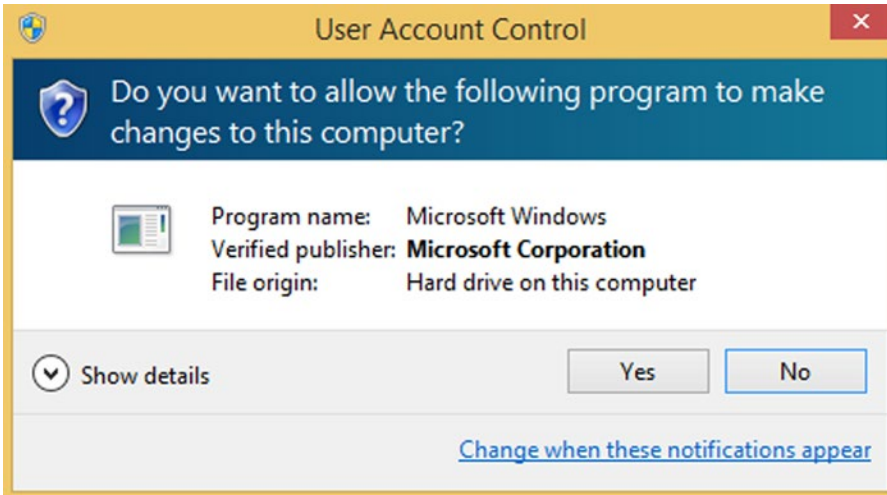 User Account Control
Do you want to allow the following program to make
changes to this computer?
Program name: Microsoft Windows
Verified publisher: Microsoft Corporation
File origin: Hard drive on this computer
Show details
Yes
No
Change when these notifications appear